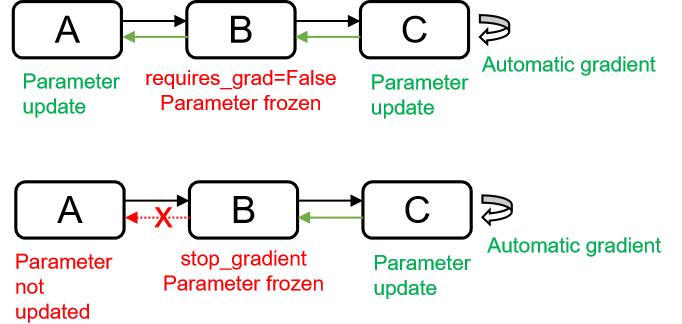 A
B
C
Automatic gradient
Parameter
update
requires_grad=False
Parameter frozen
Parameter
update
A
X
B
C
Automatic gradient
Parameter
not
updated
stop_gradient
Parameter frozen
Parameter
update